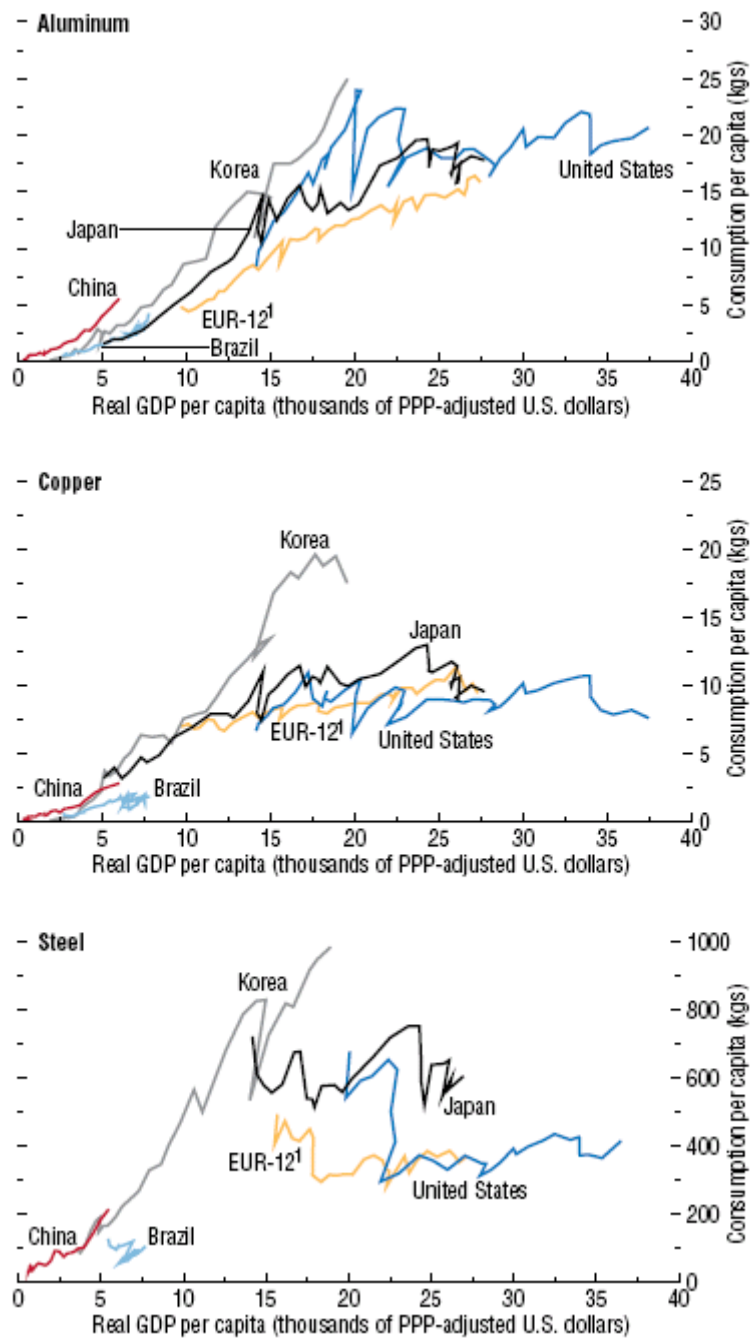 Aluminum
30
25
20
15
10
5
0
Consumption per capita (kgs)
Korea
United States
Japan
China
EUR-12¹
Brazil
0 5 10 15 20 25 30 35 40
Real GDP per capita (thousands of PPP-adjusted U.S. dollars)
Copper
25
20
15
10
5
0
Consumption per capita (kgs)
Korea
Japan
EUR-12¹
United States
China
Brazil
0 5 10 15 20 25 30 35 40
Real GDP per capita (thousands of PPP-adjusted U.S. dollars)
Steel
1000
800
600
400
200
0
Consumption per capita (kgs)
Korea
Japan
EUR-12¹
United States
China
Brazil
0 5 10 15 20 25 30 35 40
Real GDP per capita (thousands of PPP-adjusted U.S. dollars)